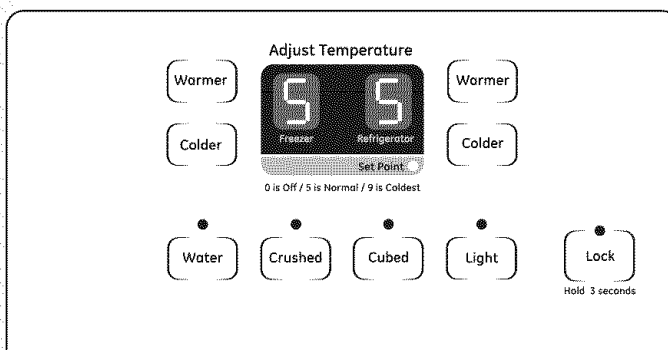 Adjust Temperature
Warmer
Warmer
5 5
Freezer Refrigerator
Colder
Colder
Set Point
0 is Off / 5 is Normal / 9 is Coldest
Water
Crushed
Cubed
Light
Lock
Hold 3 seconds